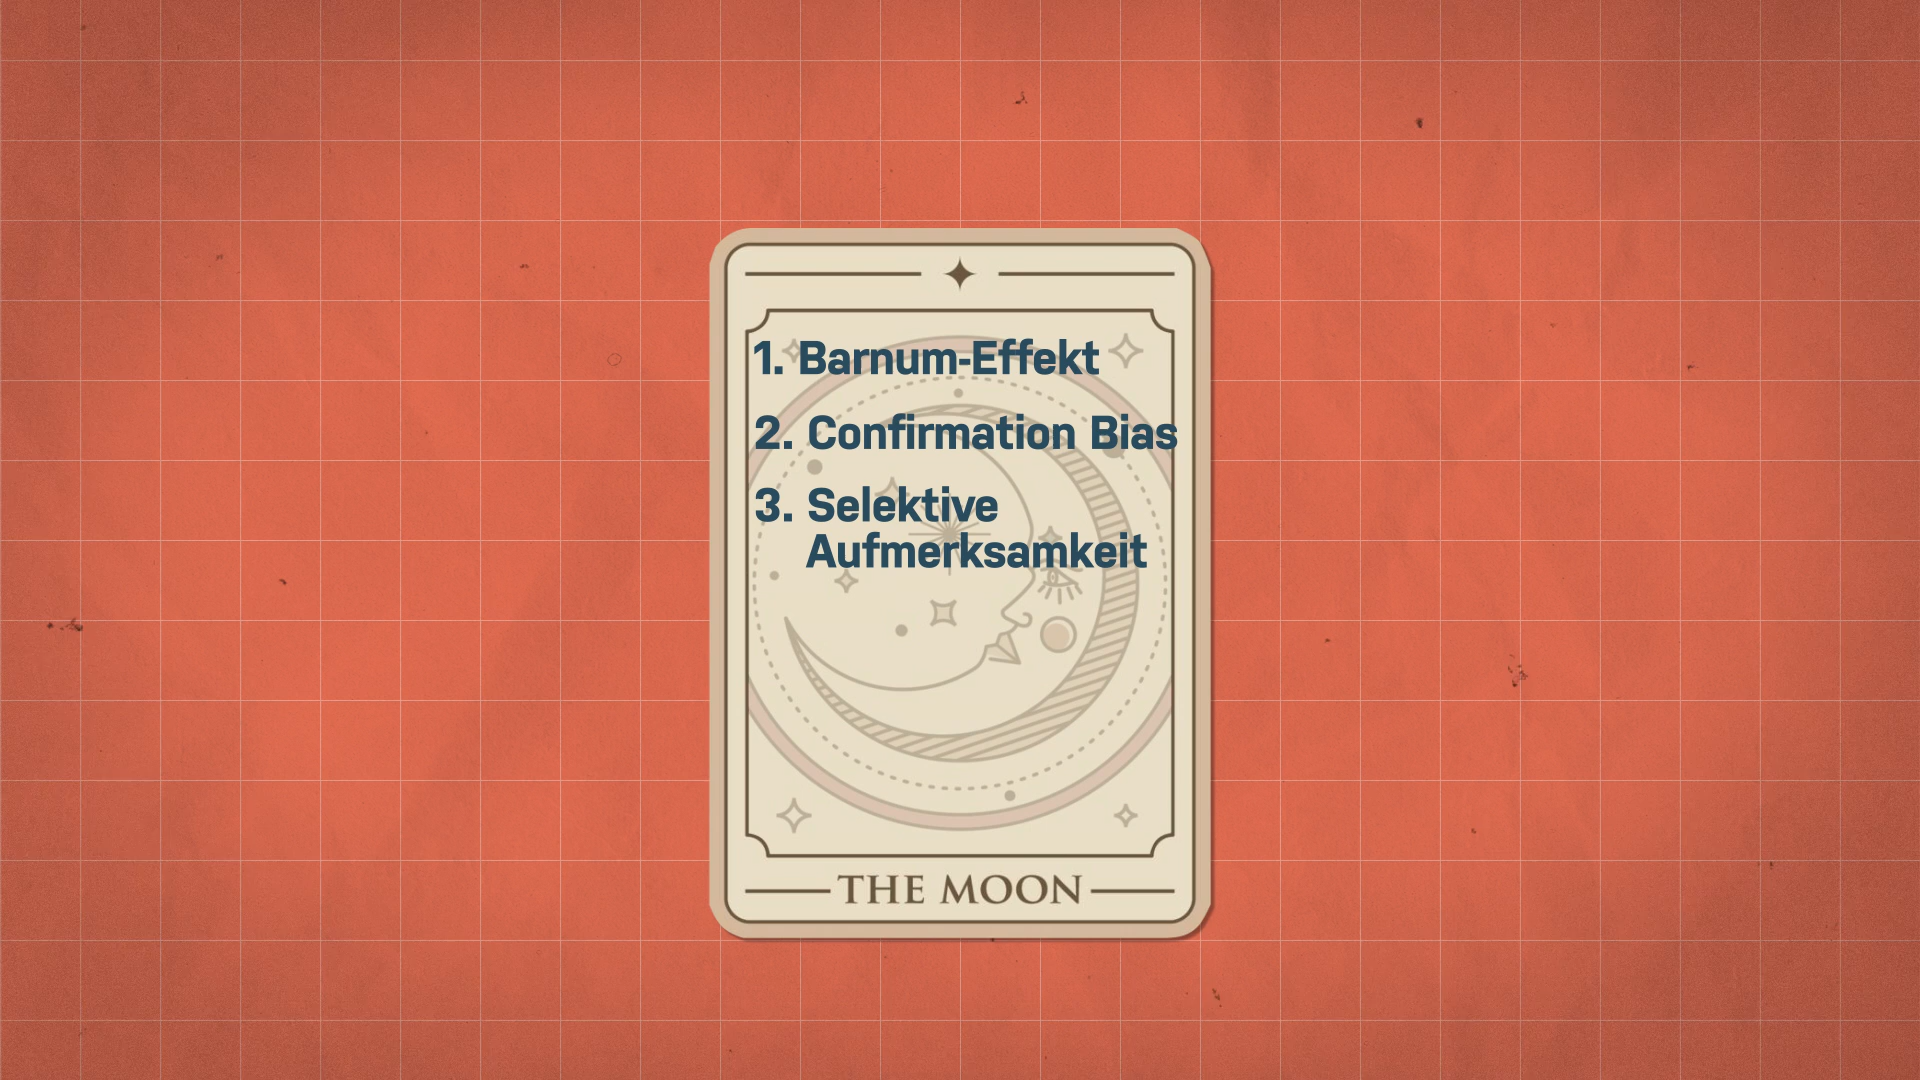 1. Barnum-Effekt
2. Confirmation Bias
3. Selektive
Aufmerksamkeit
THE MOON